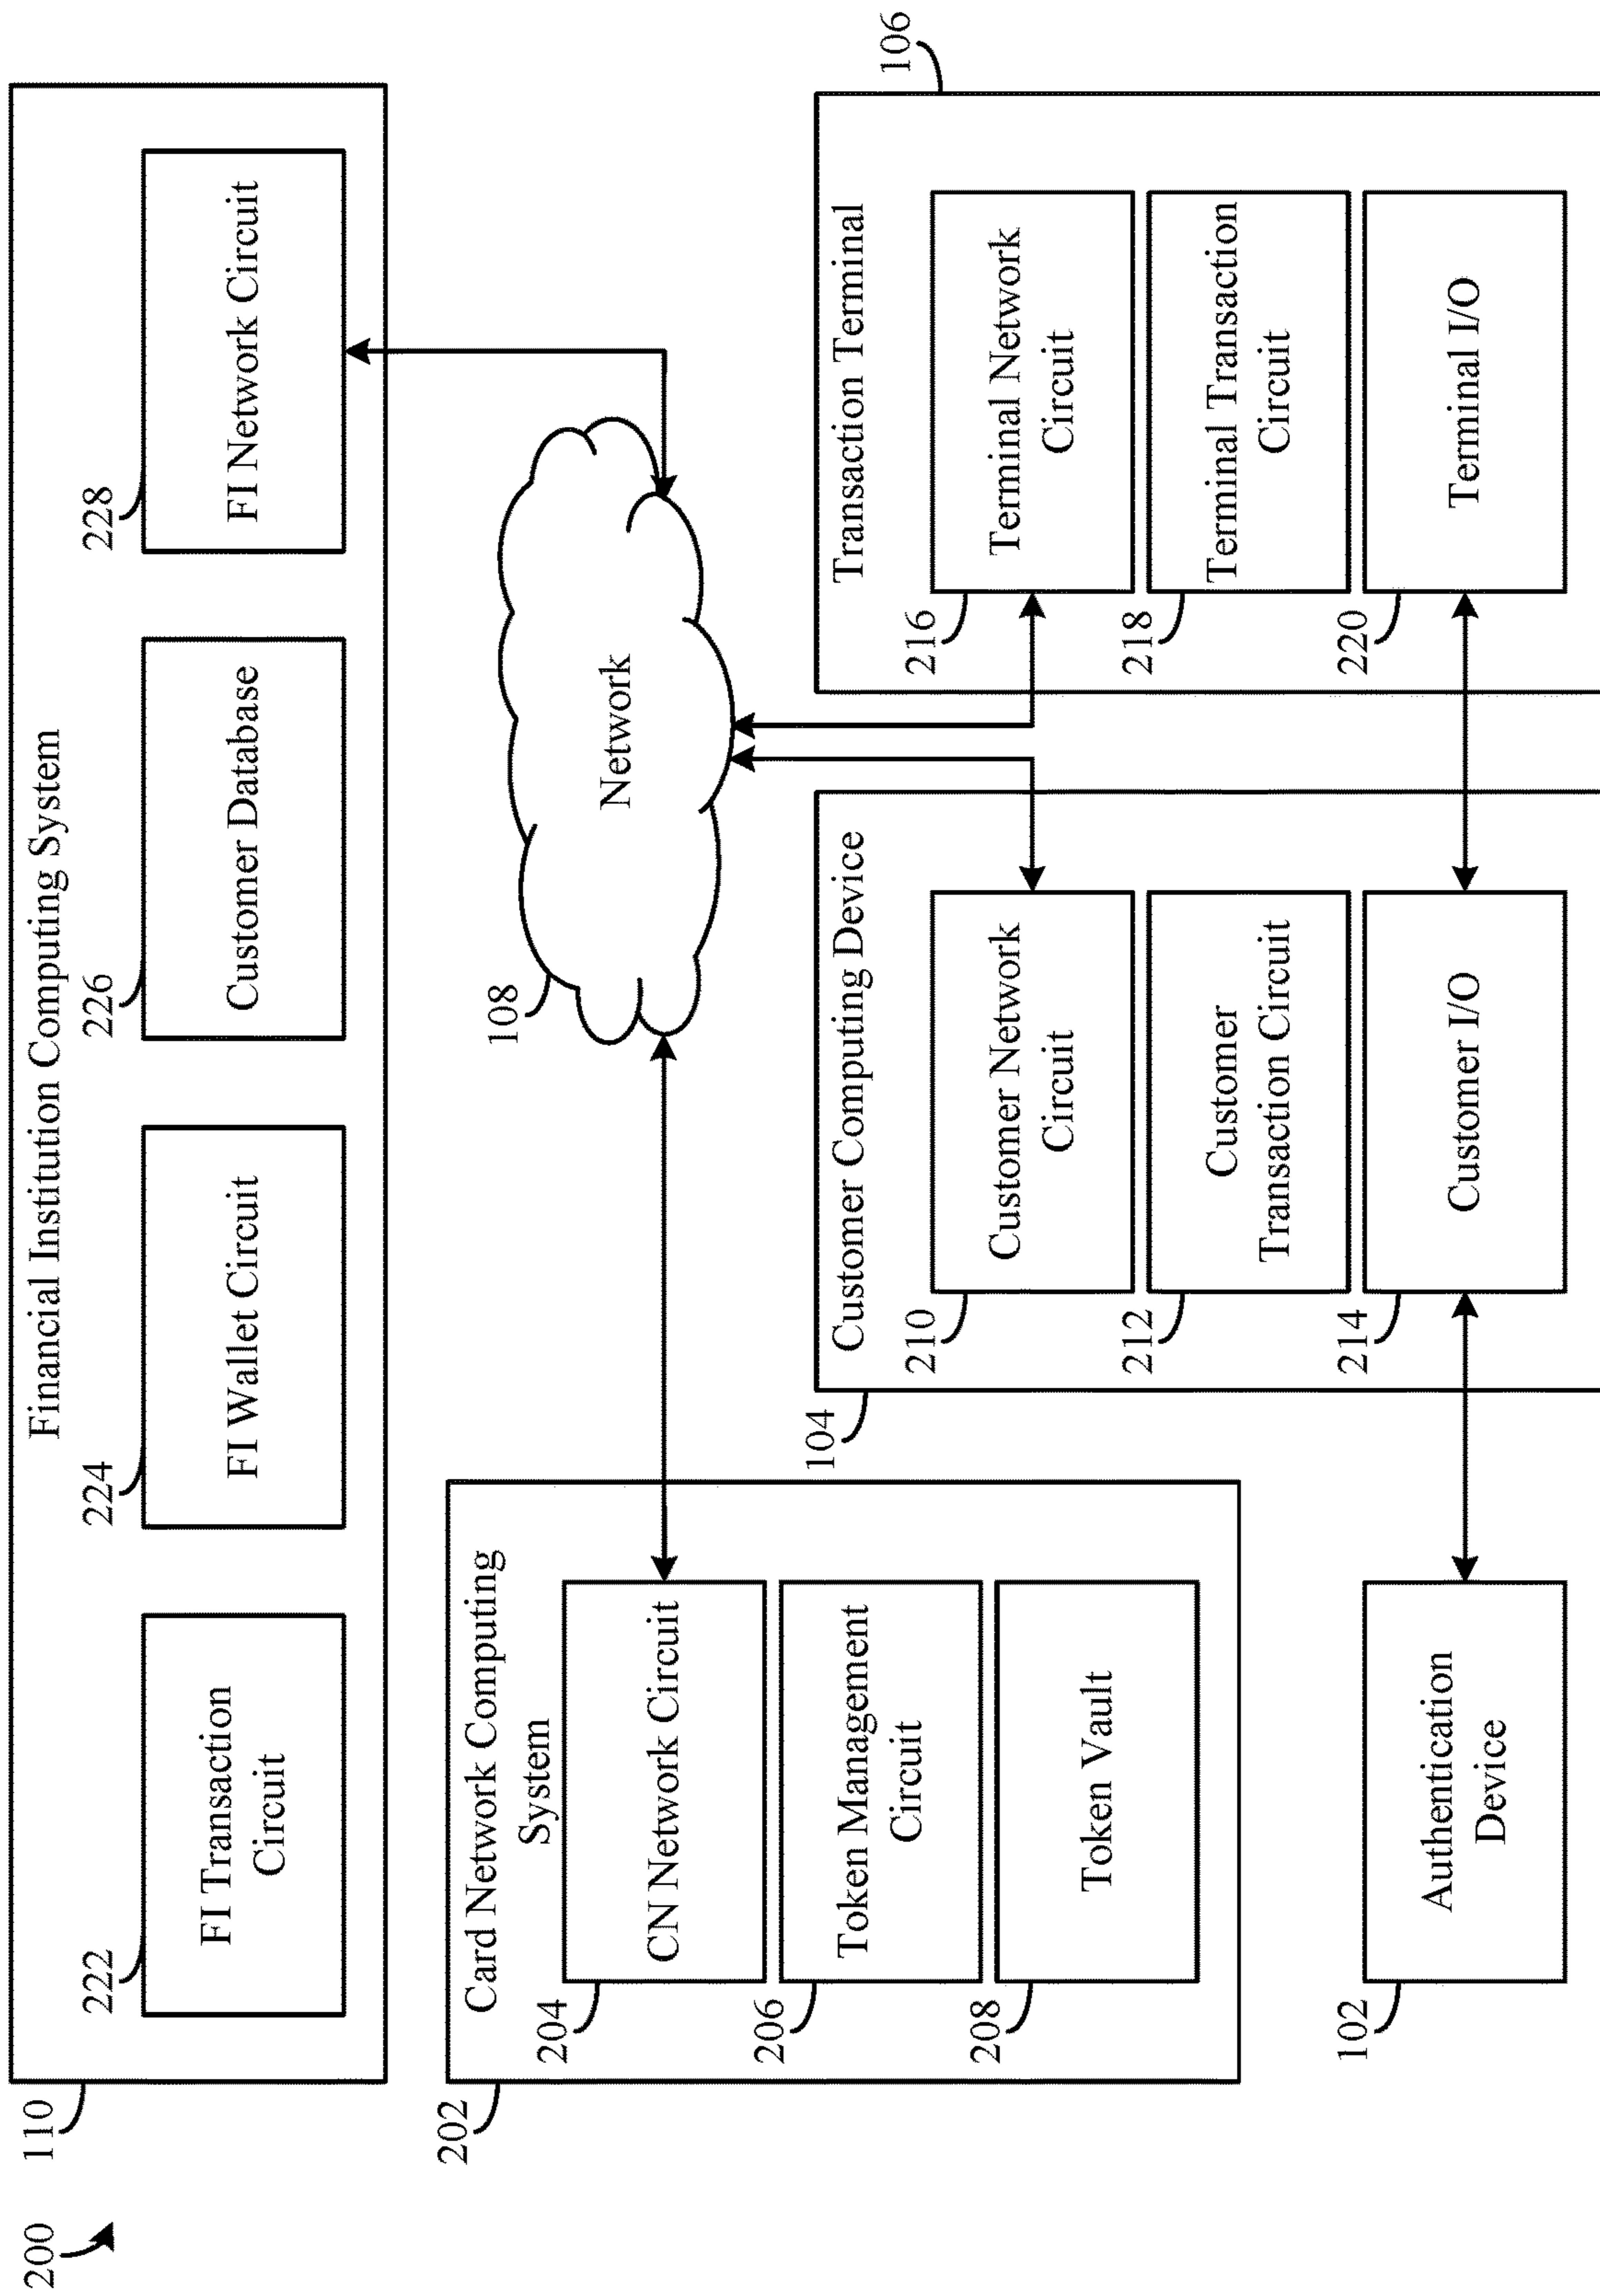 200
110
Financial Institution Computing System
222
224
226
228
FI Transaction
Circuit
FI Wallet Circuit
Customer Database
FI Network Circuit
202
Card Network Computing
System
204
CN Network Circuit
206
Token Management
Circuit
208
Token Vault
108
Network
104
Customer Computing Device
210
Customer Network
Circuit
212
Customer
Transaction Circuit
214
Customer I/O
106
Transaction Terminal
216
Terminal Network
Circuit
218
Terminal Transaction
Circuit
220
Terminal I/O
102
Authentication
Device